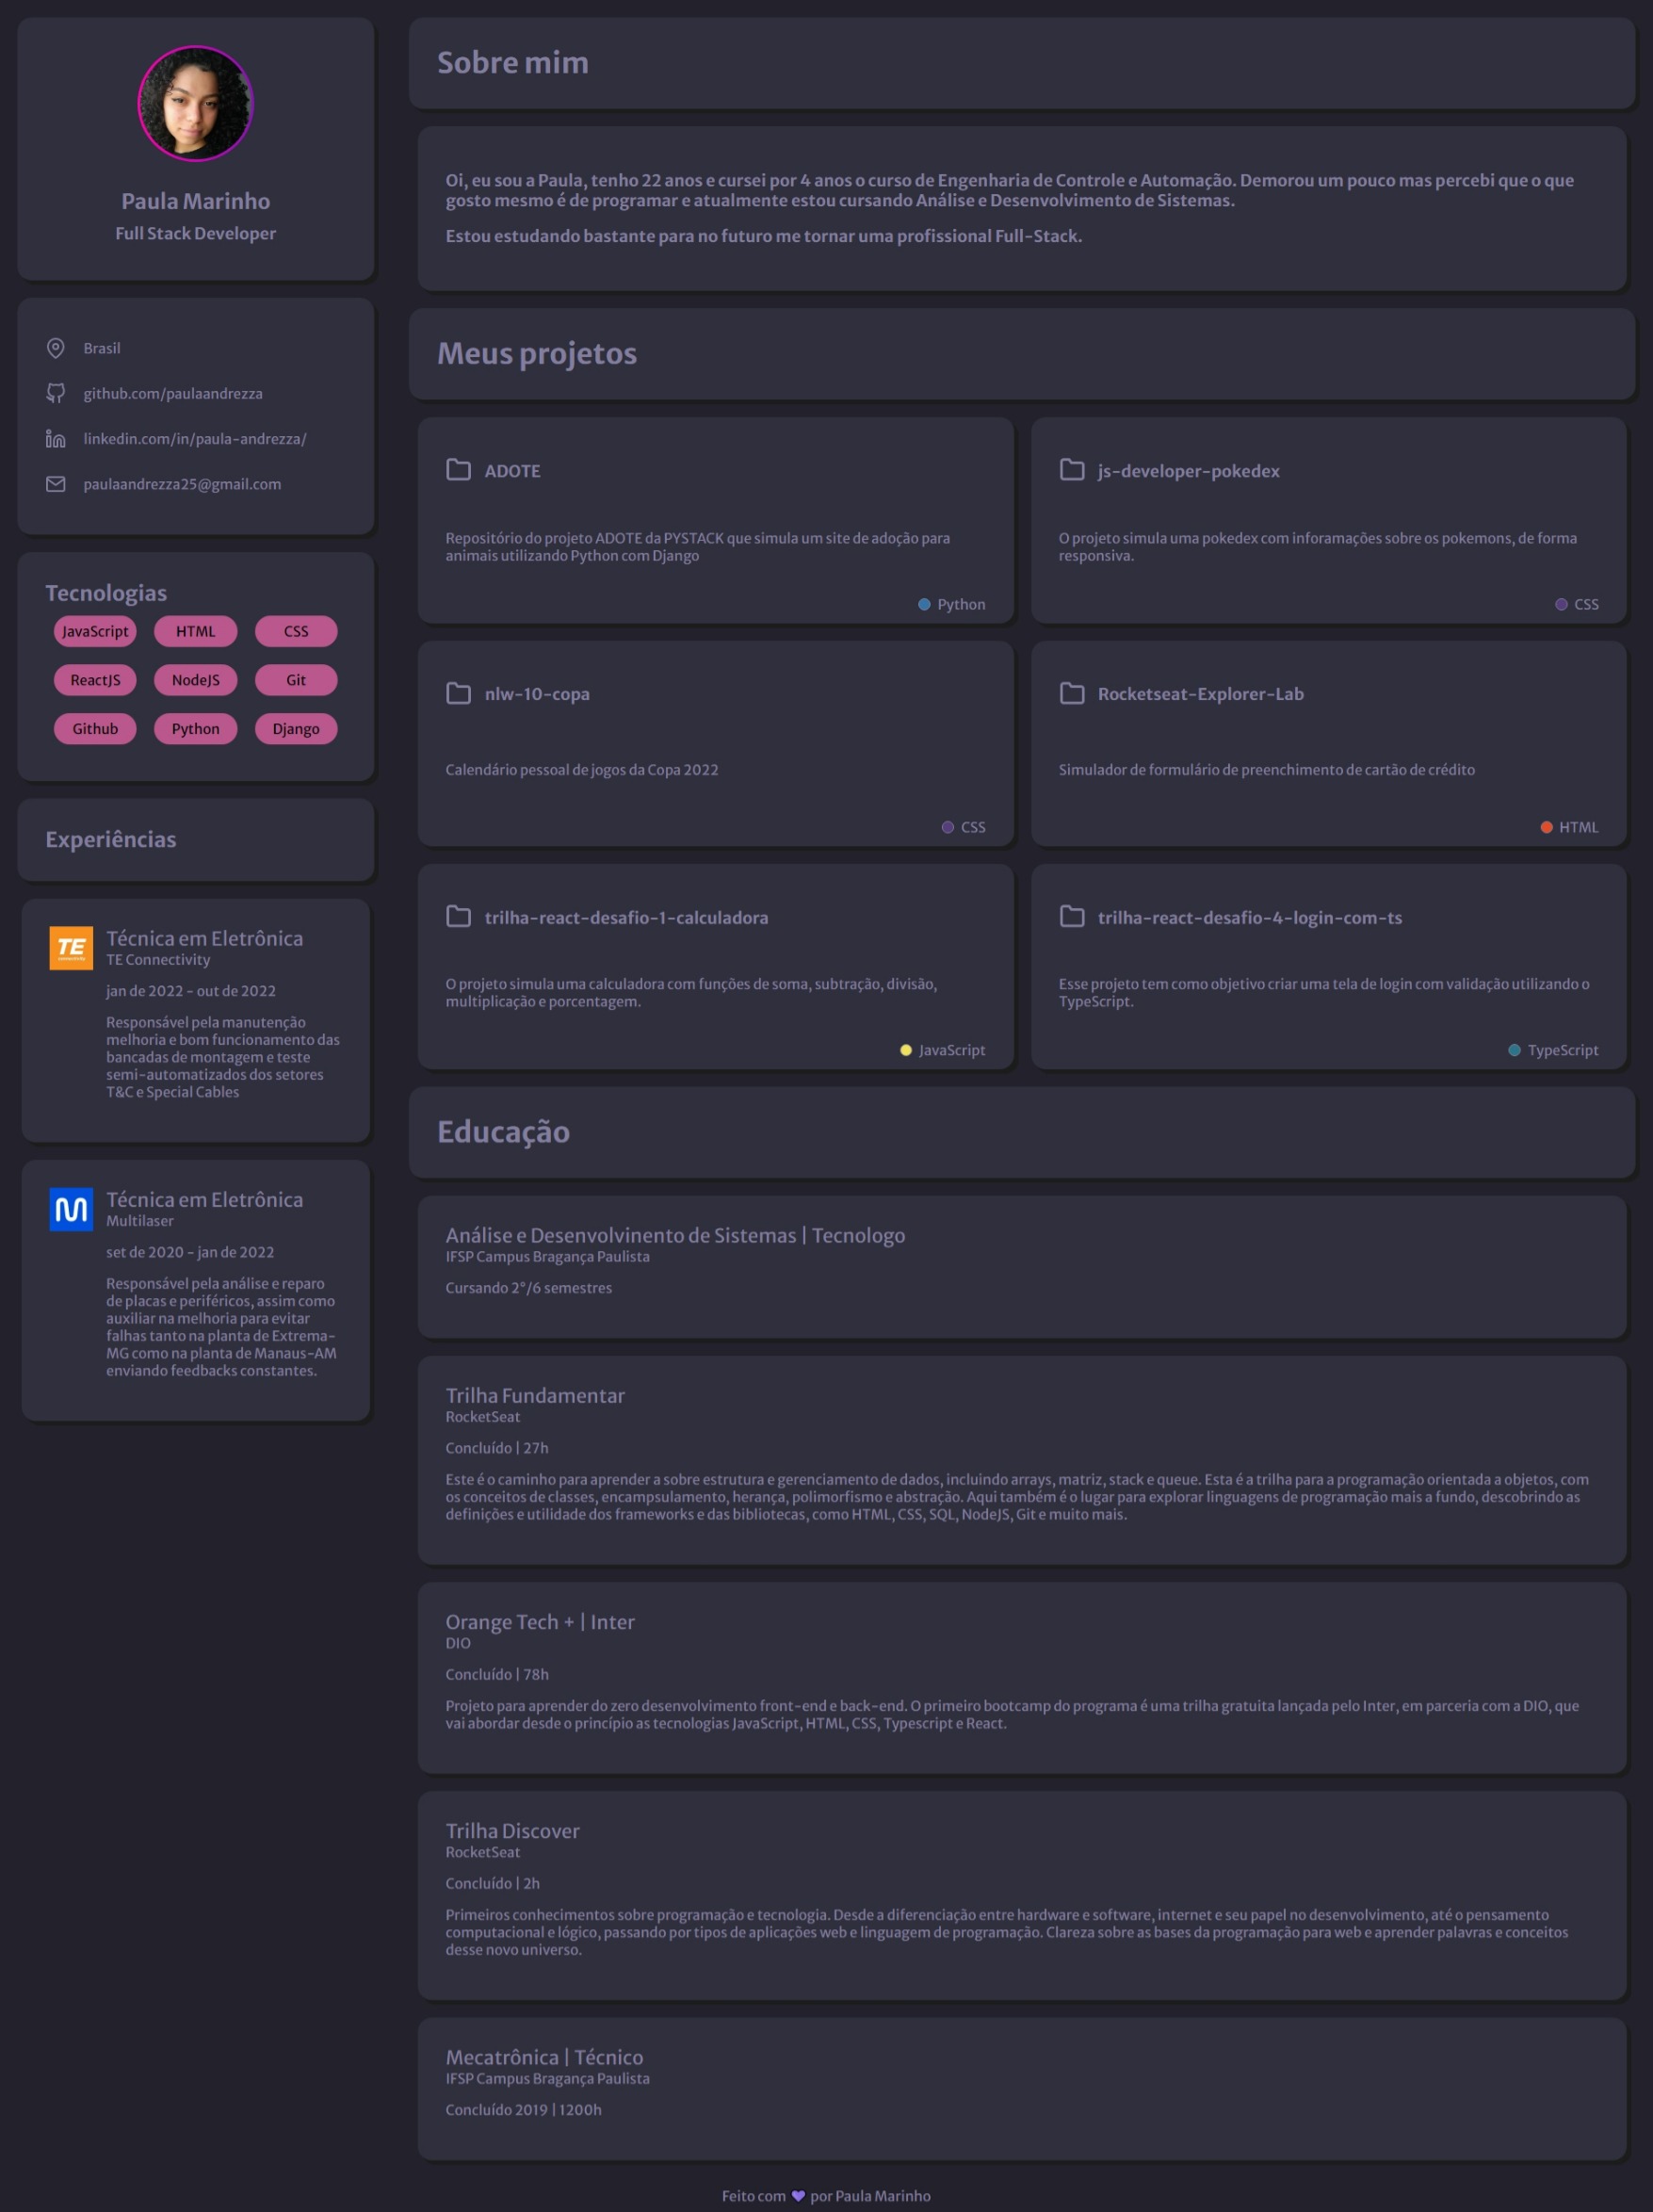 Paula Marinho
Full Stack Developer
Brasil
github.com/paulaandrezza
linkedin.com/in/paula-andrezza/
paulaandrezza25@gmail.com
Tecnologias
JavaScript HTML CSS
ReactJS NodeJS Git
Github Python Django
Experiências
TE
connectivity
Técnica em Eletrônica
TE Connectivity
jan de 2022 - out de 2022
Responsável pela manutenção
melhoria e bom funcionamento das
bancadas de montagem e teste
semi-automatizados dos setores
T&C e Special Cables
Técnica em Eletrônica
Multilaser
set de 2020 - jan de 2022
Responsável pela análise e reparo
de placas e periféricos, assim como
auxiliar na melhoria para evitar
falhas tanto na planta de Extrema-
MG como na planta de Manaus-AM
enviando feedbacks constantes.
Sobre mim
Oi, eu sou a Paula, tenho 22 anos e cursei por 4 anos o curso de Engenharia de Controle e Automação. Demorou um pouco mas percebi que o que
gosto mesmo é de programar e atualmente estou cursando Análise e Desenvolvimento de Sistemas.
Estou estudando bastante para no futuro me tornar uma profissional Full-Stack.
Meus projetos
ADOTE
Repositório do projeto ADOTE da PYSTACK que simula um site de adoção para
animais utilizando Python com Django
Python
js-developer-pokedex
O projeto simula uma pokedex com inforamações sobre os pokemons, de forma
responsiva.
CSS
nlw-10-copa
Calendário pessoal de jogos da Copa 2022
CSS
Rocketseat-Explorer-Lab
Simulador de formulário de preenchimento de cartão de crédito
HTML
trilha-react-desafio-1-calculadora
O projeto simula uma calculadora com funções de soma, subtração, divisão,
multiplicação e porcentagem.
JavaScript
trilha-react-desafio-4-login-com-ts
Esse projeto tem como objetivo criar uma tela de login com validação utilizando o
TypeScript.
TypeScript
Educação
Análise e Desenvolvinento de Sistemas | Tecnologo
IFSP Campus Bragança Paulista
Cursando 2°/6 semestres
Trilha Fundamentar
RocketSeat
Concluído | 27h
Este é o caminho para aprender a sobre estrutura e gerenciamento de dados, incluindo arrays, matriz, stack e queue. Esta é a trilha para a programação orientada a objetos, com
os conceitos de classes, encampsulamento, herança, polimorfismo e abstração. Aqui também é o lugar para explorar linguagens de programação mais a fundo, descobrindo as
definições e utilidade dos frameworks e das bibliotecas, como HTML, CSS, SQL, NodeJS, Git e muito mais.
Orange Tech + | Inter
DIO
Concluído | 78h
Projeto para aprender do zero desenvolvimento front-end e back-end. O primeiro bootcamp do programa é uma trilha gratuita lançada pelo Inter, em parceria com a DIO, que
vai abordar desde o princípio as tecnologias JavaScript, HTML, CSS, Typescript e React.
Trilha Discover
RocketSeat
Concluído | 2h
Primeiros conhecimentos sobre programação e tecnologia. Desde a diferenciação entre hardware e software, internet e seu papel no desenvolvimento, até o pensamento
computacional e lógico, passando por tipos de aplicações web e linguagem de programação. Clareza sobre as bases da programação para web e aprender palavras e conceitos
desse novo universo.
Mecatrônica | Técnico
IFSP Campus Bragança Paulista
Concluído 2019 | 1200h
Feito com 💜 por Paula Marinho